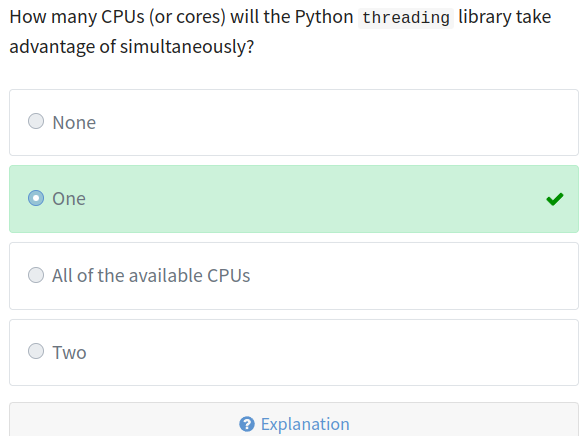 How many CPUs (or cores) will the Python threading library take
advantage of simultaneously?
None
One
All of the available CPUs
Two
? Explanation